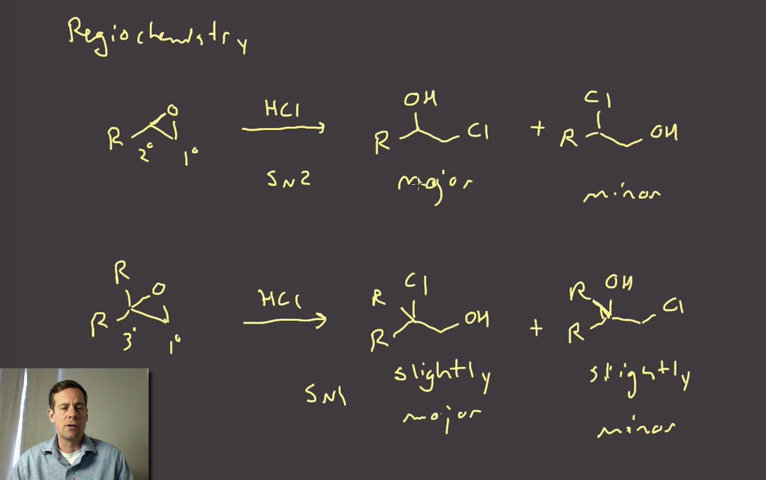 Regiochemistry
R O 2° 1° HCl SN2
OH R Cl major
+
Cl R OH minor
R R O 3° 1° HCl SN1
R R Cl OH slightly major
+
R R OH Cl slightly minor